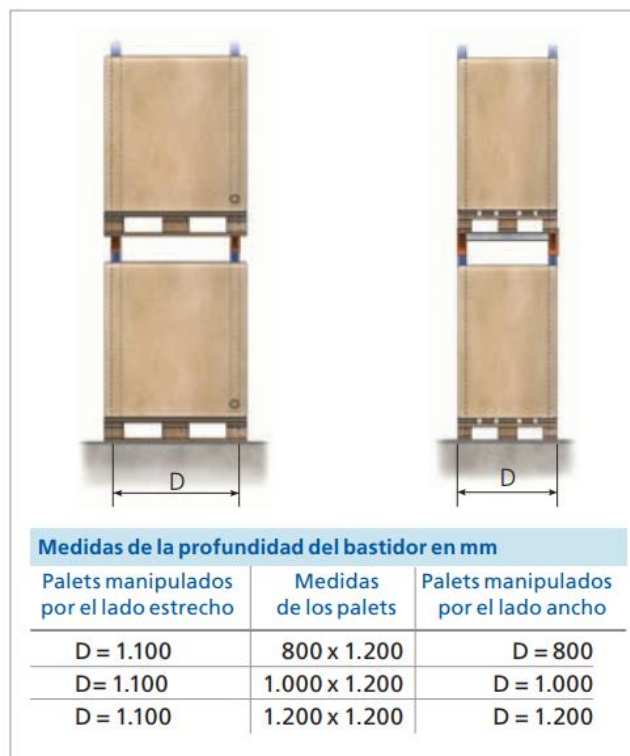 D
D
Medidas de la profundidad del bastidor en mm
Palets manipulados por el lado estrecho
Medidas de los palets
Palets manipulados por el lado ancho
D = 1.100 800 x 1.200 D = 800
D= 1.100 1.000 x 1.200 D = 1.000
D = 1.100 1.200 x 1.200 D = 1.200